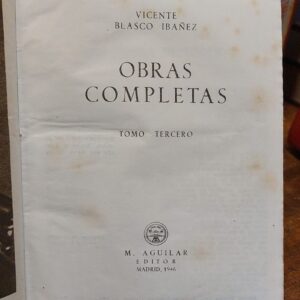 VICENTE
BLASCO IBAÑEZ
OBRAS
COMPLETAS
TOMO TERCERO
M. AGUILAR
EDITOR
MADRID, 1946